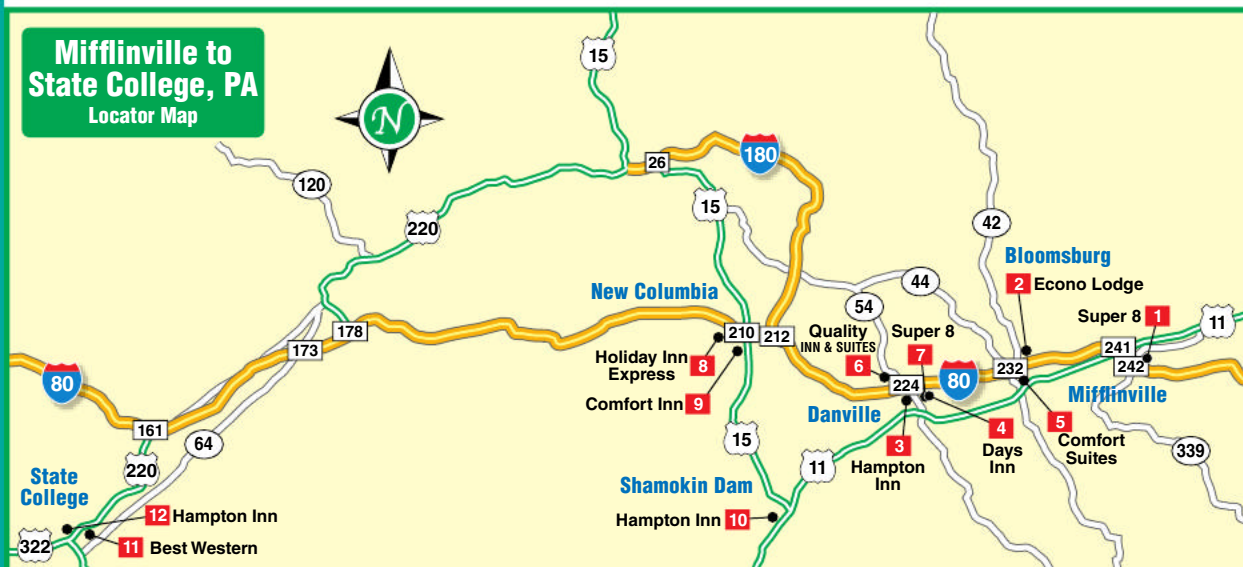 Mifflinville to
State College, PA
Locator Map
N
15
180
26
120
220
15
42
Bloomsburg
2 Econo Lodge
44
54
New Columbia
Super 8 1
11
178
210
212
Quality
INN & SUITES
6
Super 8
7
241
242
173
Holiday Inn
Express
8
232
80
224
80
Mifflinville
Comfort Inn 9
Danville
161
3
Hampton
Inn
4
Days
Inn
5
Comfort
Suites
64
15
339
220
11
State
College
Shamokin Dam
12 Hampton Inn
Hampton Inn 10
322
11 Best Western